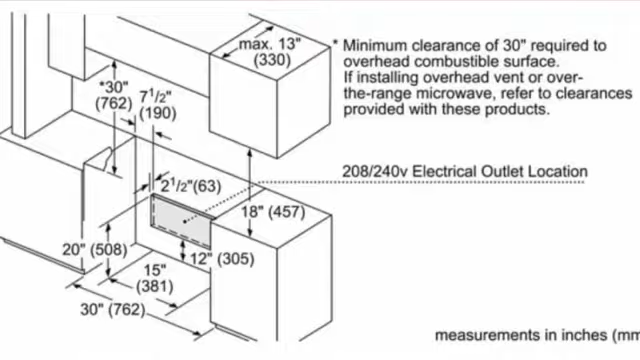 max. 13"
(330)
* Minimum clearance of 30" required to
overhead combustible surface.
If installing overhead vent or over-
the-range microwave, refer to clearances
provided with these products.
*30"
(762)
7 1/2"
(190)
208/240v Electrical Outlet Location
2 1/2"(63)
18" (457)
20" (508)
12" (305)
15"
(381)
30" (762)
measurements in inches (mm